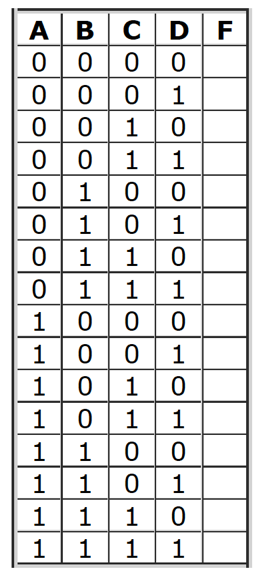 A B C D F
0 0 0 0
0 0 0 1
0 0 1 0
0 0 1 1
0 1 0 0
0 1 0 1
0 1 1 0
0 1 1 1
1 0 0 0
1 0 0 1
1 0 1 0
1 0 1 1
1 1 0 0
1 1 0 1
1 1 1 0
1 1 1 1